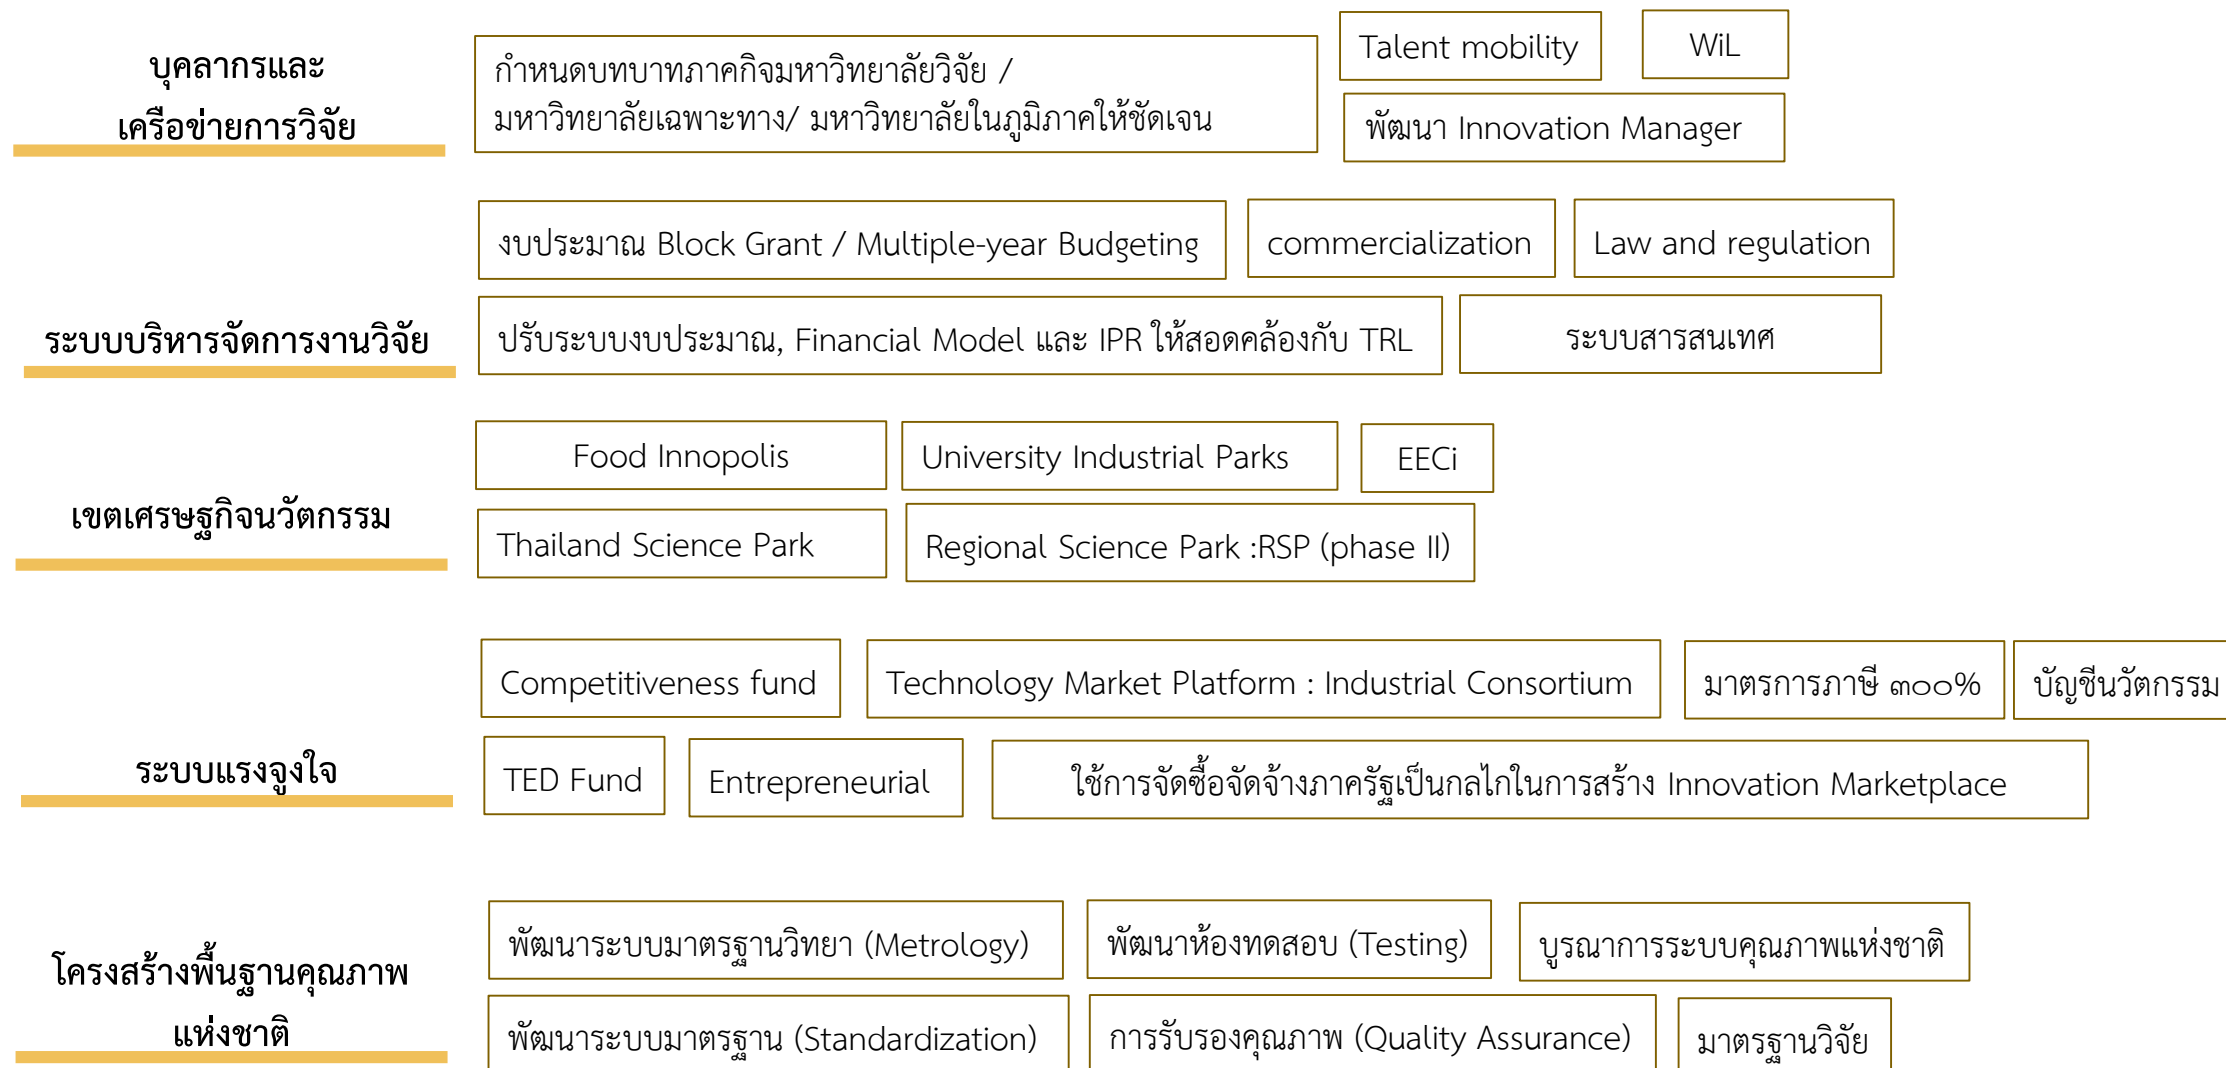 บุคลากรและ
เครือข่ายการวิจัย
กำหนดบทบาทภาคกิจมหาวิทยาลัยวิจัย /
มหาวิทยาลัยเฉพาะทาง/ มหาวิทยาลัยในภูมิภาคให้ชัดเจน
Talent mobility
WiL
พัฒนา Innovation Manager
ระบบบริหารจัดการงานวิจัย
งบประมาณ Block Grant / Multiple-year Budgeting
commercialization
Law and regulation
ปรับระบบงบประมาณ, Financial Model และ IPR ให้สอดคล้องกับ TRL
ระบบสารสนเทศ
เขตเศรษฐกิจนวัตกรรม
Food Innopolis
University Industrial Parks
EECi
Thailand Science Park
Regional Science Park :RSP (phase II)
ระบบแรงจูงใจ
Competitiveness fund
Technology Market Platform : Industrial Consortium
มาตรการภาษี ๓๐๐%
บัญชีนวัตกรรม
TED Fund
Entrepreneurial
ใช้การจัดซื้อจัดจ้างภาครัฐเป็นกลไกในการสร้าง Innovation Marketplace
โครงสร้างพื้นฐานคุณภาพ
แห่งชาติ
พัฒนาระบบมาตรฐานวิทยา (Metrology)
พัฒนาห้องทดสอบ (Testing)
บูรณาการระบบคุณภาพแห่งชาติ
พัฒนาระบบมาตรฐาน (Standardization)
การรับรองคุณภาพ (Quality Assurance)
มาตรฐานวิจัย